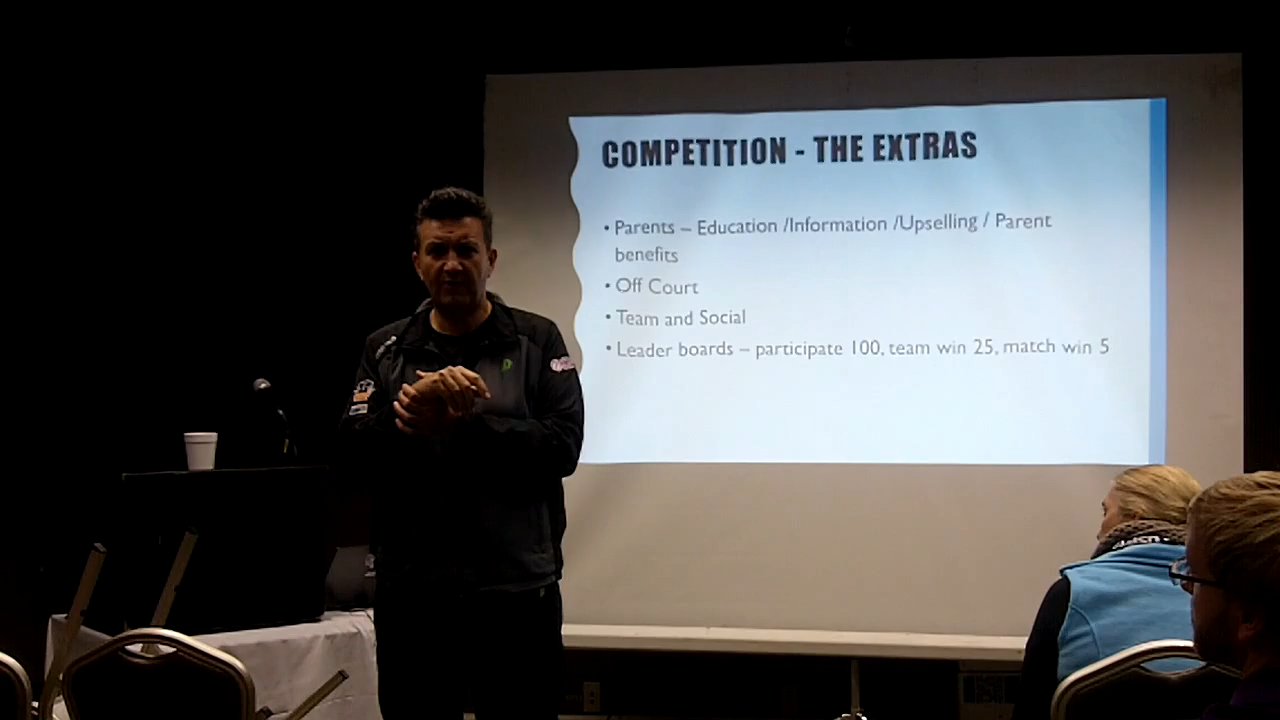 COMPETITION - THE EXTRAS
• Parents – Education /Information /Upselling / Parent
benefits
• Off Court
• Team and Social
• Leader boards – participate 100, team win 25, match win 5